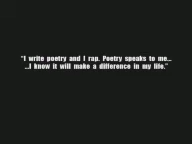 "I write poetry and I rap. Poetry speaks to me...
...I know it will make a difference in my life."